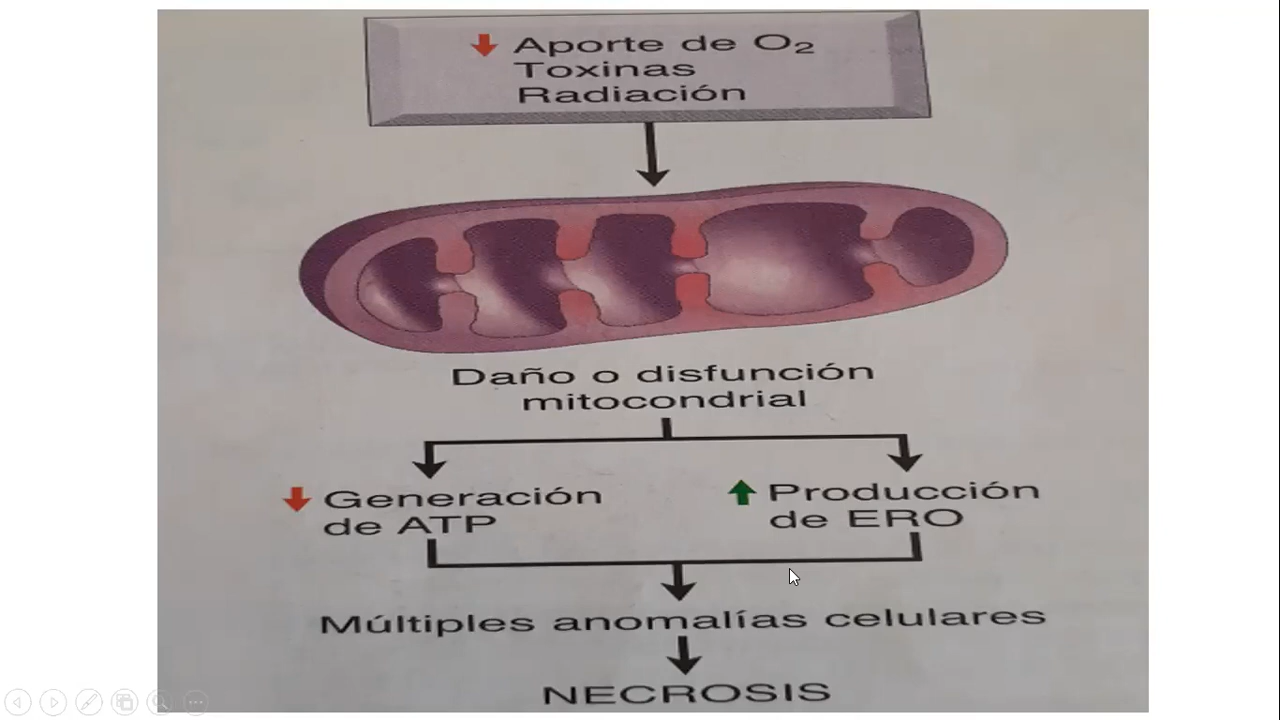 Aporte de O₂
Toxinas
Radiación
Daño o disfunción
mitocondrial
Generación
de ATP
Producción
de ERO
Múltiples anomalías celulares
NECROSIS